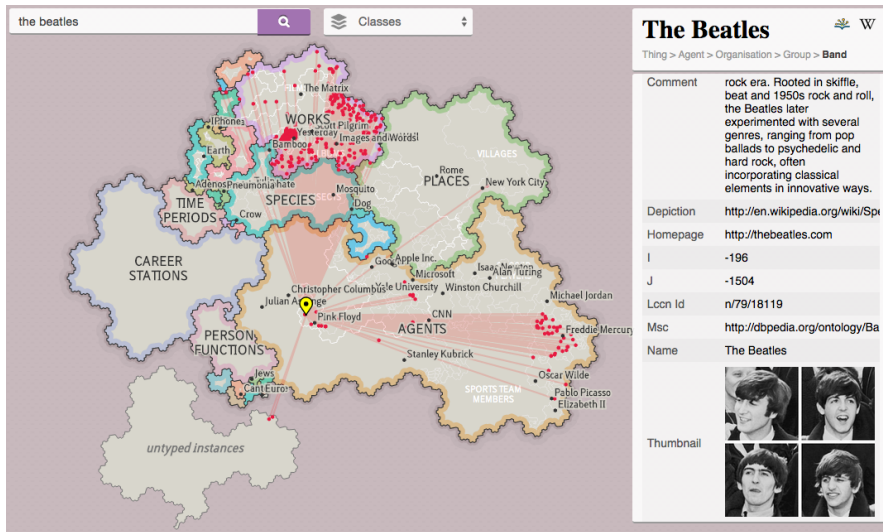 the beatles
Classes
The Beatles
W
Thing > Agent > Organisation > Group > Band
Comment
rock era. Rooted in skiffle,
beat and 1950s rock and roll,
the Beatles later
experimented with several
genres, ranging from pop
ballads to psychedelic and
hard rock, often
incorporating classical
elements in innovative ways.
Depiction
http://en.wikipedia.org/wiki/Spe
Homepage
http://thebeatles.com
I
-196
J
-1504
Lccn Id
n/79/18119
Msc
http://dbpedia.org/ontology/Ba
Name
The Beatles
Thumbnail
The Matrix
WORKS
Pilgrim
IPhone
Yesterday
Images and Words
Bamboo
Earth
VILLAGES
Rome
PLACES
New York City
Pneumonia
Mosquito
SPECIES
Dog
TIME
PERIODS
Crow
CAREER
STATIONS
Apple Inc.
Microsoft
Alan Turing
Christopher Columbus
Yale University
Winston Churchill
Julian Assange
Michael Jordan
Pink Floyd
CNN
AGENTS
Freddie Mercury
PERSON
FUNCTIONS
Stanley Kubrick
Jews
Oscar Wilde
SPORTS TEAM
MEMBERS
Pablo Picasso
Elizabeth II
untyped instances